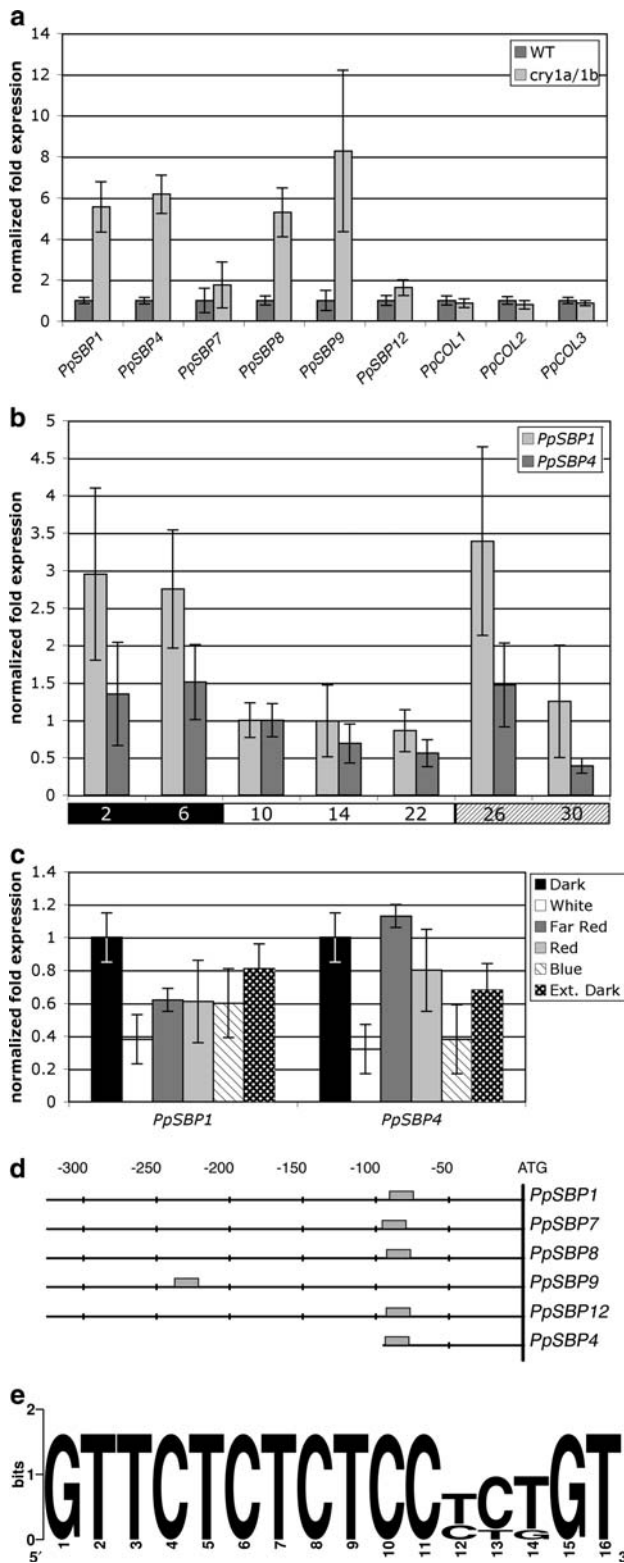 a
14
WT
cry1a/1b
12
10
8
6
4
2
0
normalized fold expression
PpSBP1
PpSBP4
PpSBP7
PpSBP8
PpSBP9
PpSBP12
PpCOL1
PpCOL2
PpCOL3
b
5
PpSBP1
PpSBP4
4.5
4
3.5
3
2.5
2
1.5
1
0.5
0
normalized fold expression
2 6 10 14 22 26 30
c
1.4
1.2
1
0.8
0.6
0.4
0.2
0
normalized fold expression
Dark
White
Far Red
Red
Blue
Ext. Dark
PpSBP1 PpSBP4
d
-300 -250 -200 -150 -100 -50 ATG
PpSBP1
PpSBP7
PpSBP8
PpSBP9
PpSBP12
PpSBP4
e
2
1
0
bits
GTTCTCTCTCCTCTGT
CTG
5′ 1 2 3 4 5 6 7 8 9 10 11 12 13 14 15 16 3